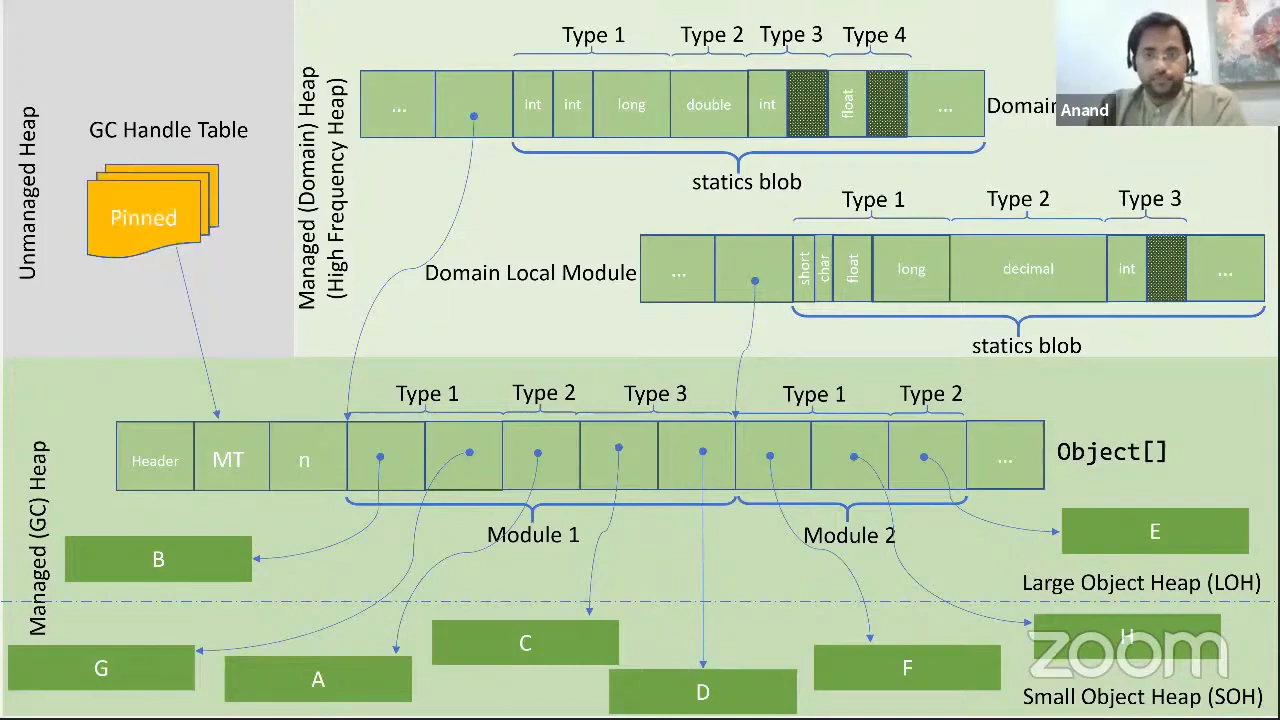 Type 1 Type 2 Type 3 Type 4
Unmanaged Heap
GC Handle Table
Pinned
Managed (Domain) Heap
(High Frequency Heap)
... Int Int long double int float ...
Anand
statics blob
Type 1 Type 2 Type 3
Domain Local Module
... short char float long decimal int ...
statics blob
Managed (GC) Heap
Type 1 Type 2 Type 3 Type 1 Type 2
Header MT n ... Object[]
Module 1 Module 2
B
E
Large Object Heap (LOH)
G
A
C
D
F
H
zoom
Small Object Heap (SOH)